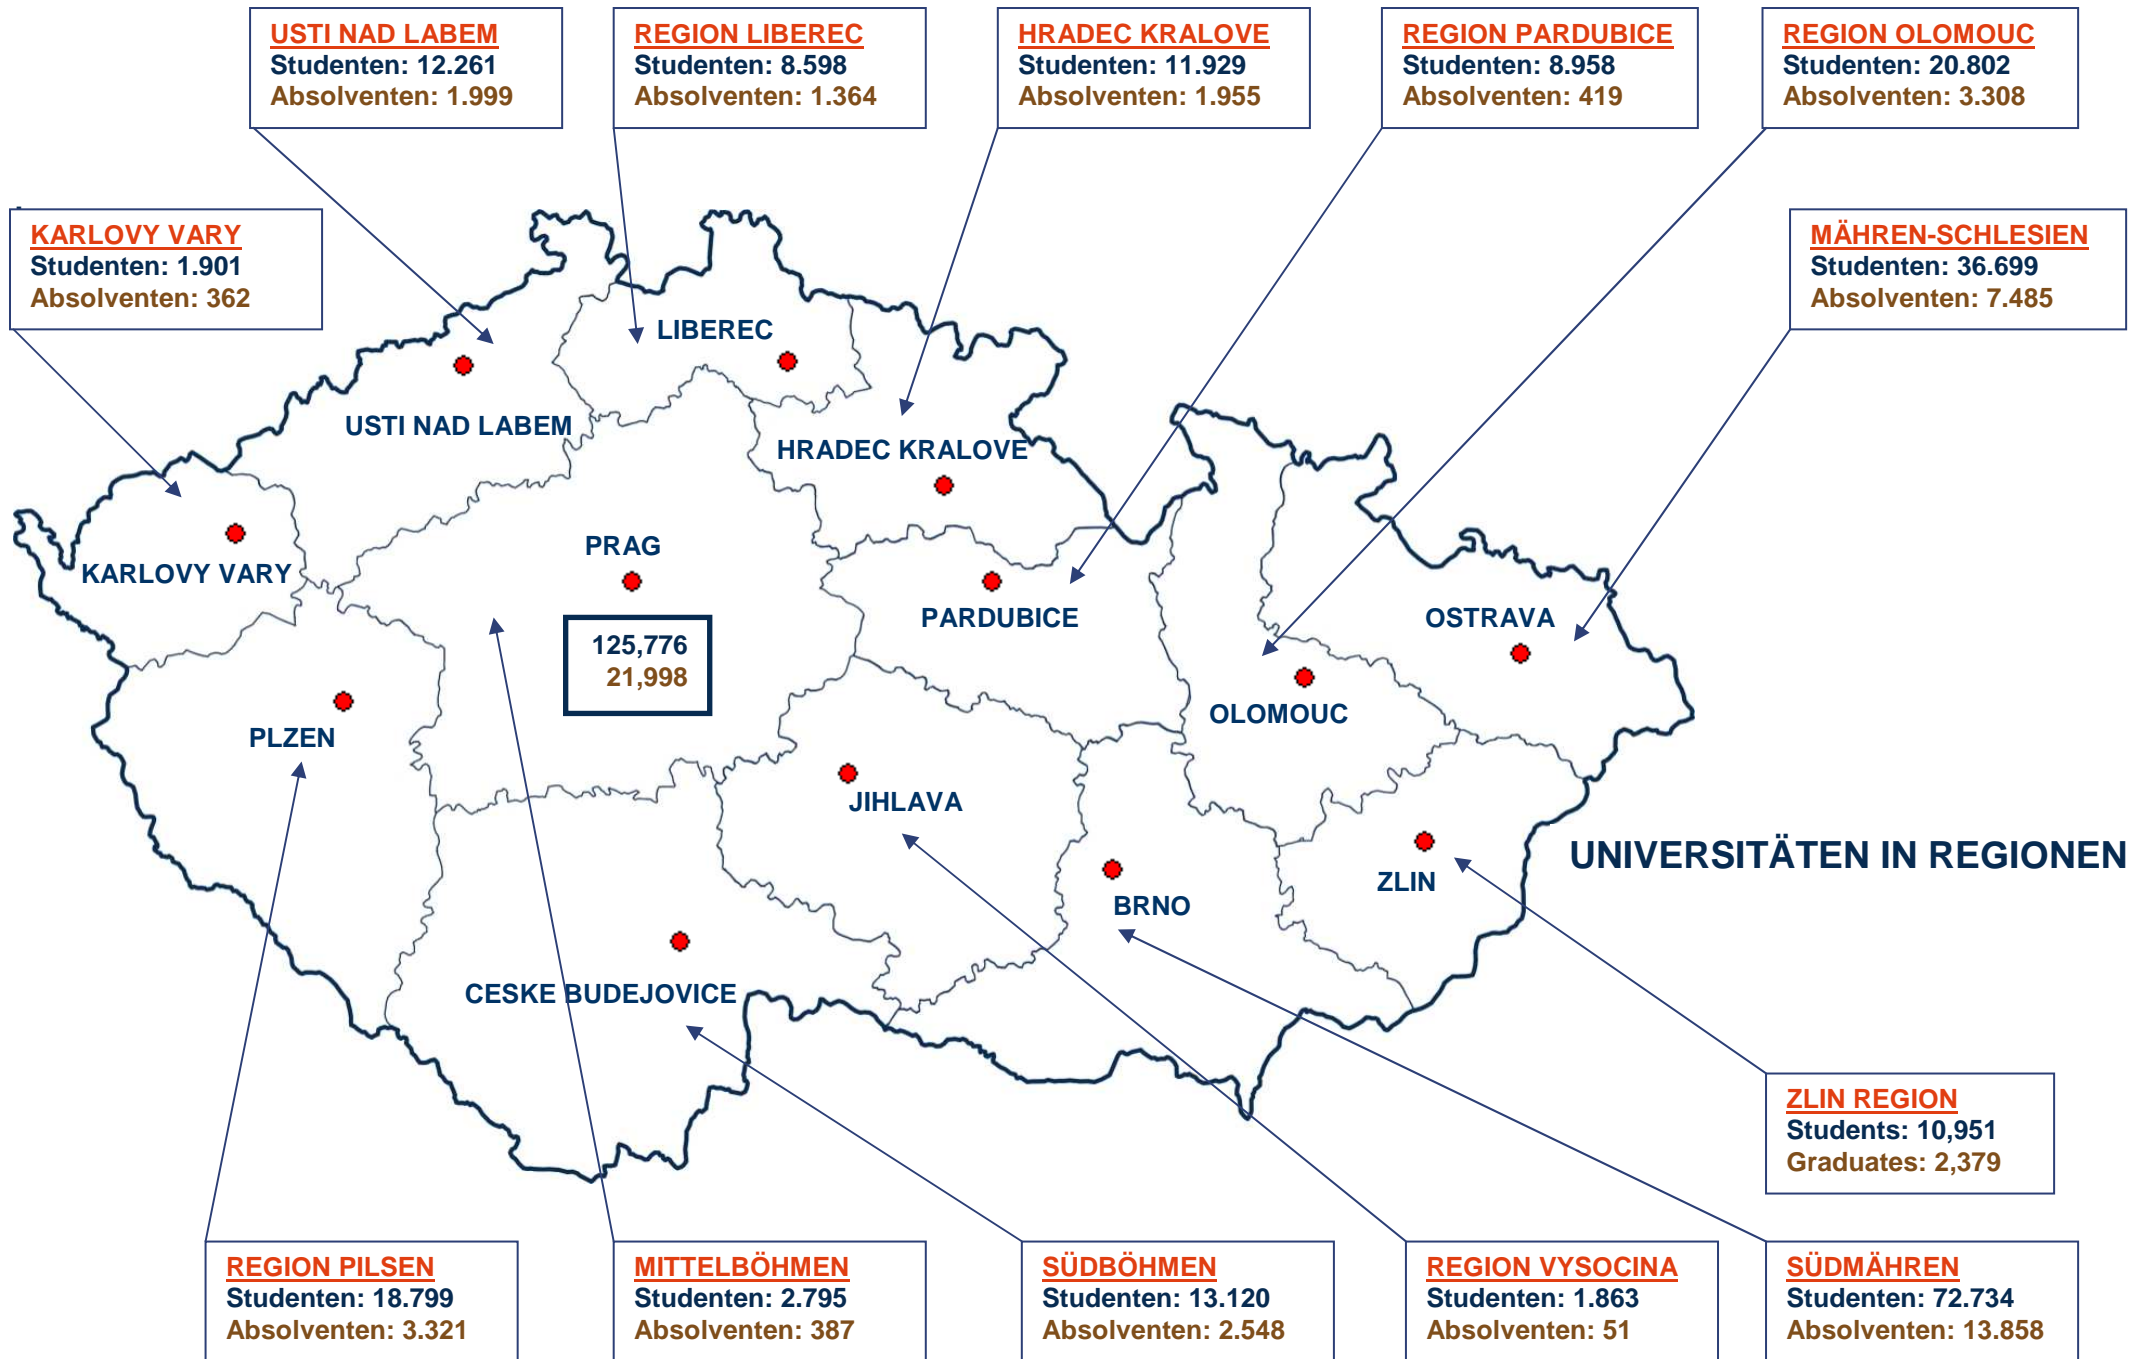 USTI NAD LABEM
Studenten: 12.261
Absolventen: 1.999
REGION LIBEREC
Studenten: 8.598
Absolventen: 1.364
HRADEC KRALOVE
Studenten: 11.929
Absolventen: 1.955
REGION PARDUBICE
Studenten: 8.958
Absolventen: 419
REGION OLOMOUC
Studenten: 20.802
Absolventen: 3.308
KARLOVY VARY
Studenten: 1.901
Absolventen: 362
MÄHREN-SCHLESIEN
Studenten: 36.699
Absolventen: 7.485
LIBEREC
USTI NAD LABEM
HRADEC KRALOVE
PRAG
KARLOVY VARY
125,776
21,998
PARDUBICE
OSTRAVA
OLOMOUC
PLZEN
JIHLAVA
UNIVERSITÄTEN IN REGIONEN
ZLIN
BRNO
CESKE BUDEJOVICE
ZLIN REGION
Students: 10,951
Graduates: 2,379
REGION PILSEN
Studenten: 18.799
Absolventen: 3.321
MITTELBÖHMEN
Studenten: 2.795
Absolventen: 387
SÜDBÖHMEN
Studenten: 13.120
Absolventen: 2.548
REGION VYSOCINA
Studenten: 1.863
Absolventen: 51
SÜDMÄHREN
Studenten: 72.734
Absolventen: 13.858